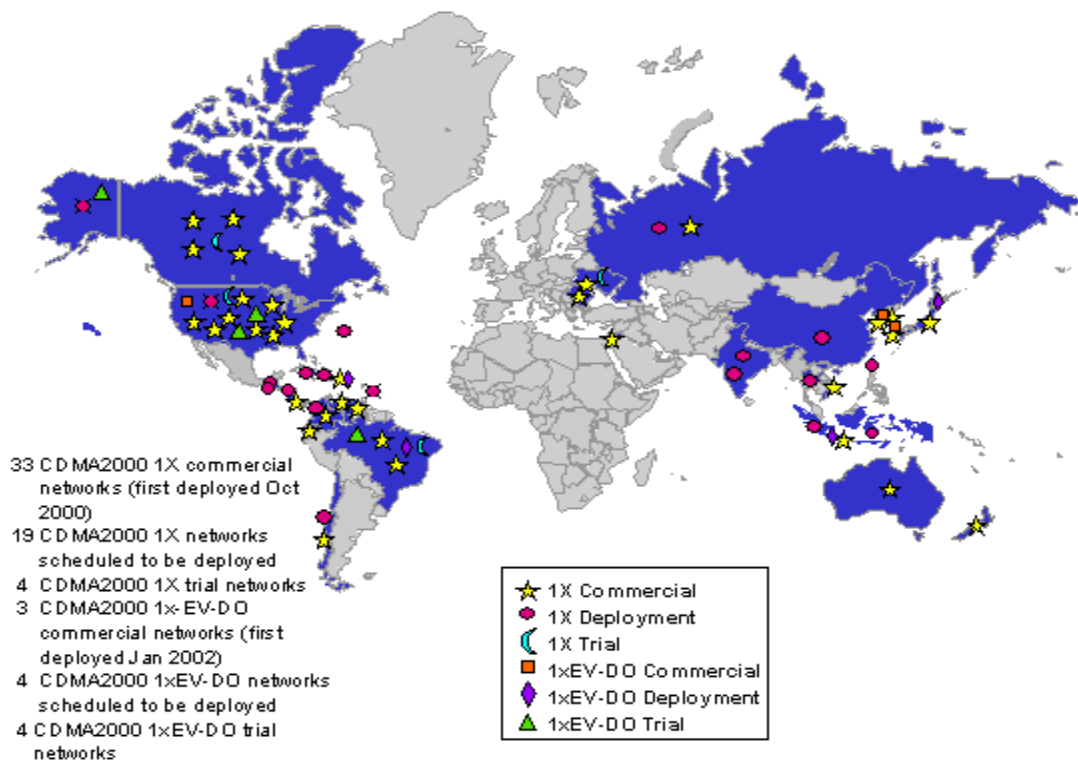 33 CDMA2000 1X commercial
networks (first deployed Oct
2000)
19 CDMA2000 1X networks
scheduled to be deployed
4 CDMA2000 1X trial networks
3 CDMA2000 1x-EV-DO
commercial networks (first
deployed Jan 2002)
4 CDMA2000 1xEV-DO networks
scheduled to be deployed
4 CDMA2000 1xEV-DO trial
networks
1X Commercial
1X Deployment
1X Trial
1xEV-DO Commercial
1xEV-DO Deployment
1xEV-DO Trial